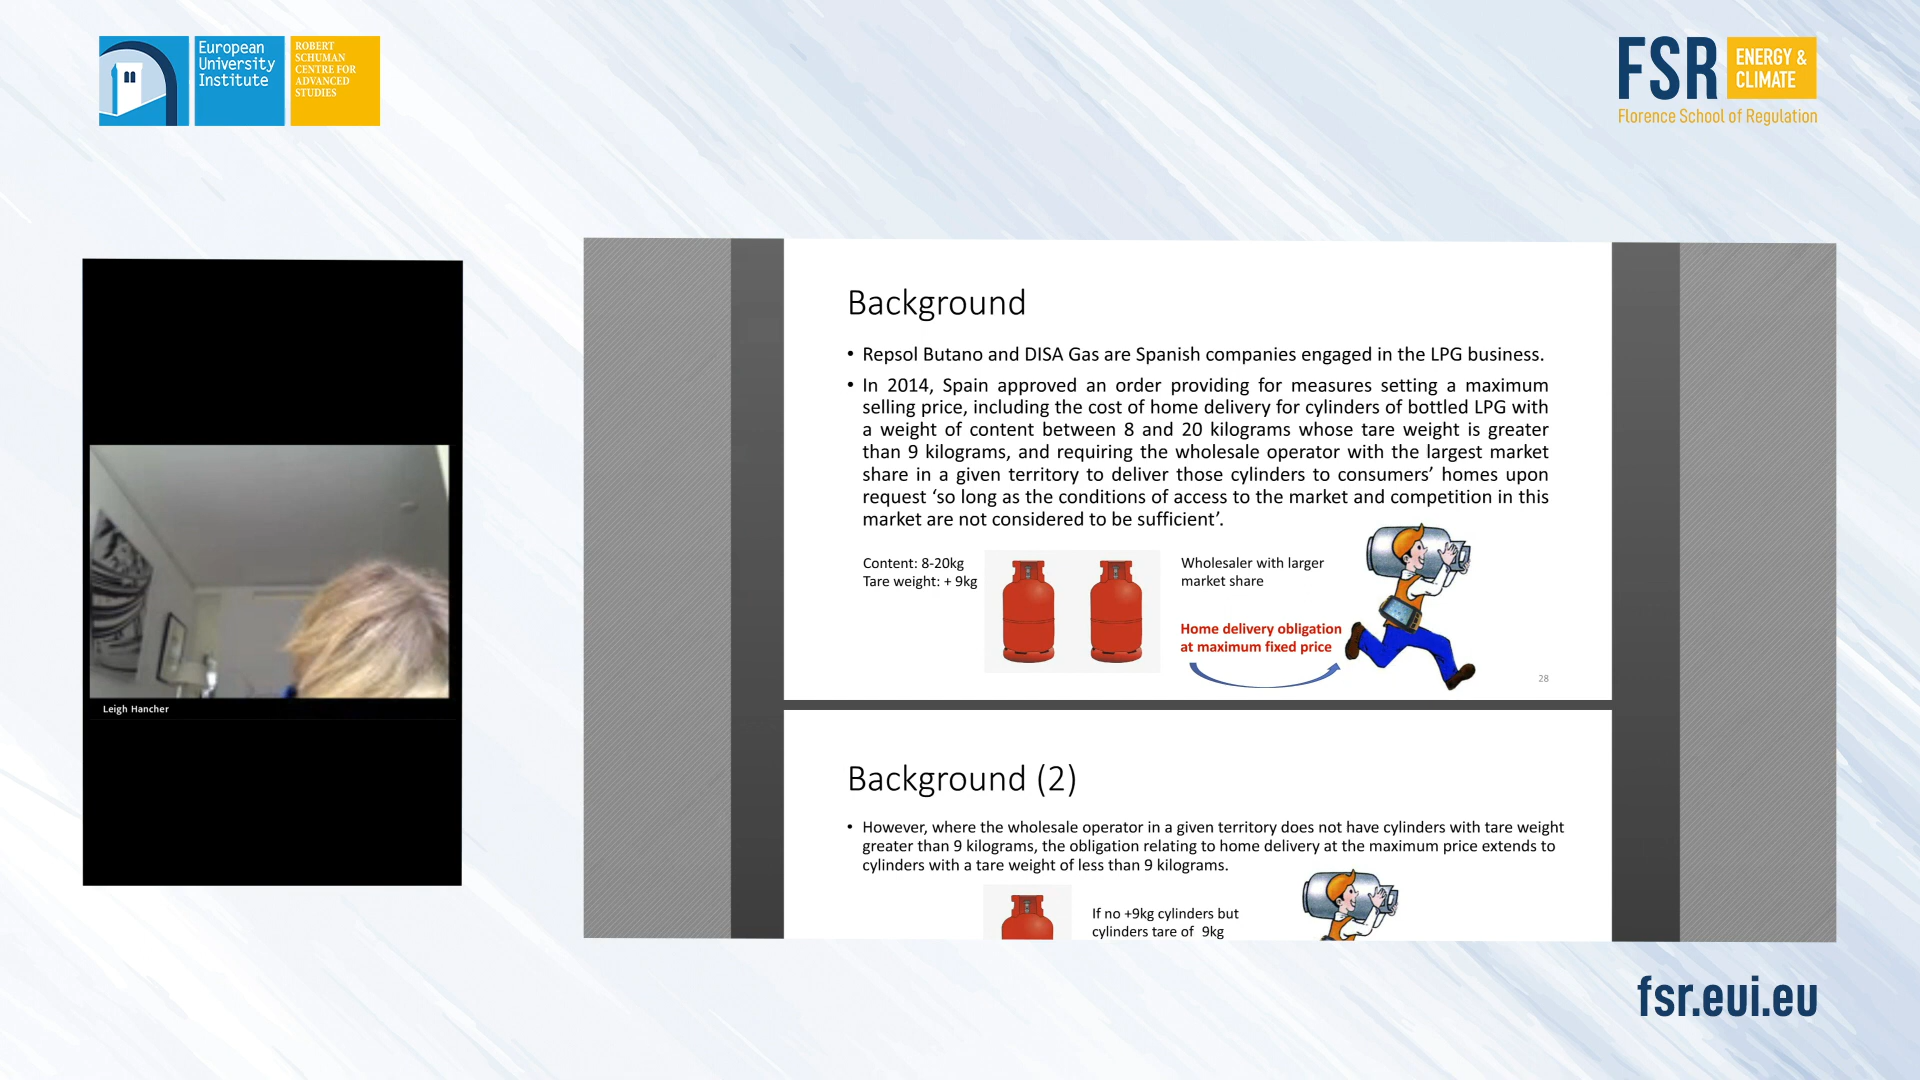 European
University
Institute
ROBERT
SCHUMAN
CENTRE FOR
ADVANCED
STUDIES
FSR
ENERGY &
CLIMATE
Florence School of Regulation
Leigh Hancher
Background
• Repsol Butano and DISA Gas are Spanish companies engaged in the LPG business.
• In 2014, Spain approved an order providing for measures setting a maximum
selling price, including the cost of home delivery for cylinders of bottled LPG with
a weight of content between 8 and 20 kilograms whose tare weight is greater
than 9 kilograms, and requiring the wholesale operator with the largest market
share in a given territory to deliver those cylinders to consumers’ homes upon
request ‘so long as the conditions of access to the market and competition in this
market are not considered to be sufficient’.
Content: 8-20kg
Tare weight: + 9kg
Wholesaler with larger
market share
Home delivery obligation
at maximum fixed price
28
Background (2)
• However, where the wholesale operator in a given territory does not have cylinders with tare weight
greater than 9 kilograms, the obligation relating to home delivery at the maximum price extends to
cylinders with a tare weight of less than 9 kilograms.
If no +9kg cylinders but
cylinders tare of 9kg
fsr.eui.eu